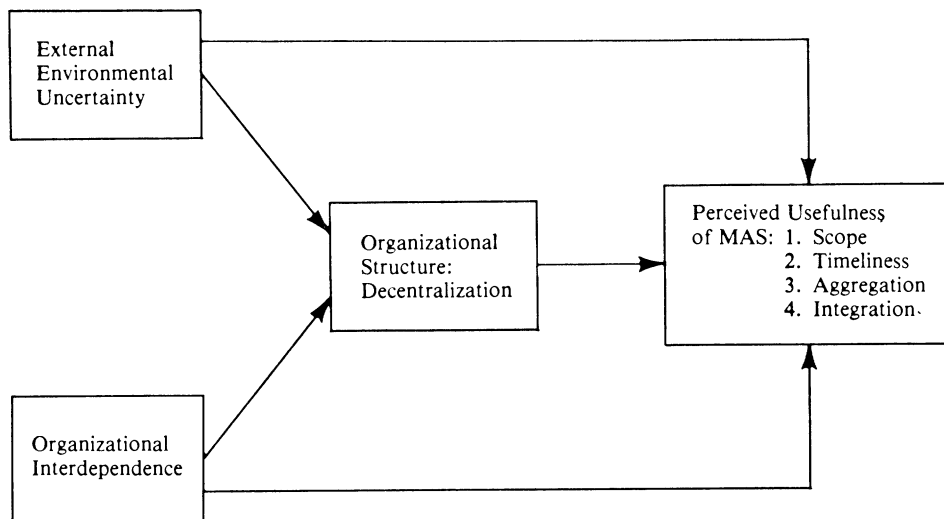 External
Environmental
Uncertainty
Organizational
Structure:
Decentralization
Perceived Usefulness
of MAS: 1. Scope
2. Timeliness
3. Aggregation
4. Integration
Organizational
Interdependence